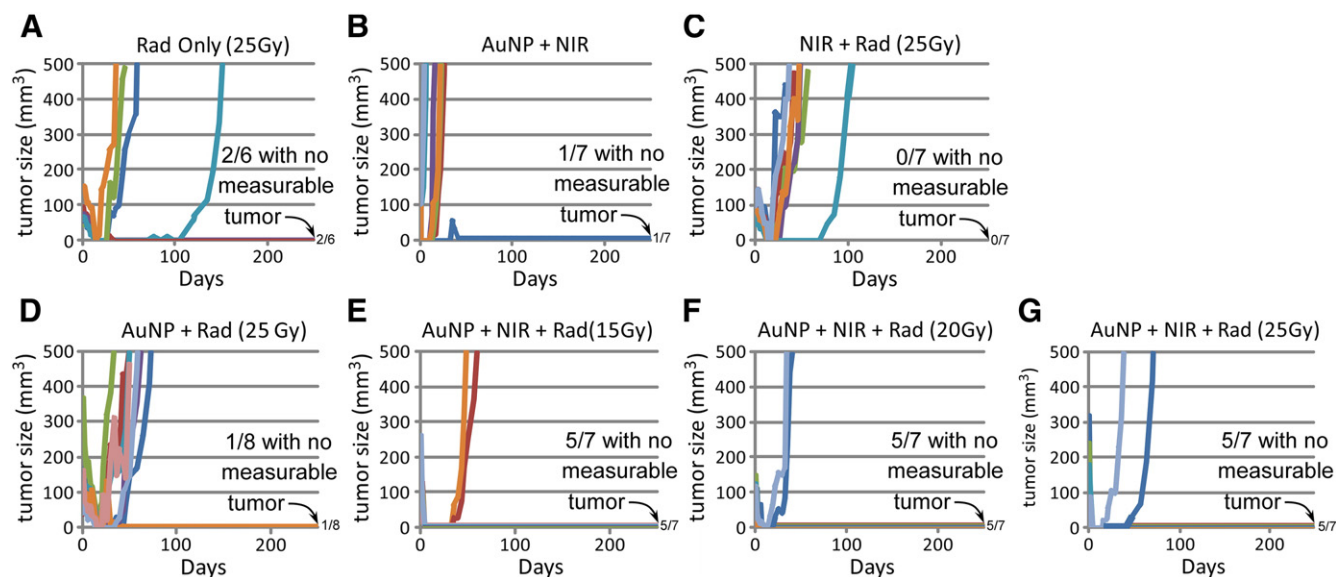 A
Rad Only (25Gy)
tumor size (mm³)
500
400
300
200
100
0
2/6 with no
measurable
tumor
2/6
0
100
200
Days
B
AuNP + NIR
tumor size (mm³)
500
400
300
200
100
0
1/7 with no
measurable
tumor
1/7
0
100
200
Days
C
NIR + Rad (25Gy)
tumor size (mm³)
500
400
300
200
100
0
0/7 with no
measurable
tumor
0/7
0
100
200
Days
D
AuNP + Rad (25 Gy)
tumor size (mm³)
500
400
300
200
100
0
1/8 with no
measurable
tumor
1/8
0
100
200
Days
E
AuNP + NIR + Rad(15Gy)
tumor size (mm³)
500
400
300
200
100
0
5/7 with no
measurable
tumor
5/7
0
100
200
Days
F
AuNP + NIR + Rad (20Gy)
tumor size (mm³)
500
400
300
200
100
0
5/7 with no
measurable
tumor
5/7
0
100
200
Days
G
AuNP + NIR + Rad (25Gy)
tumor size (mm³)
500
400
300
200
100
0
5/7 with no
measurable
tumor
5/7
0
100
200
Days